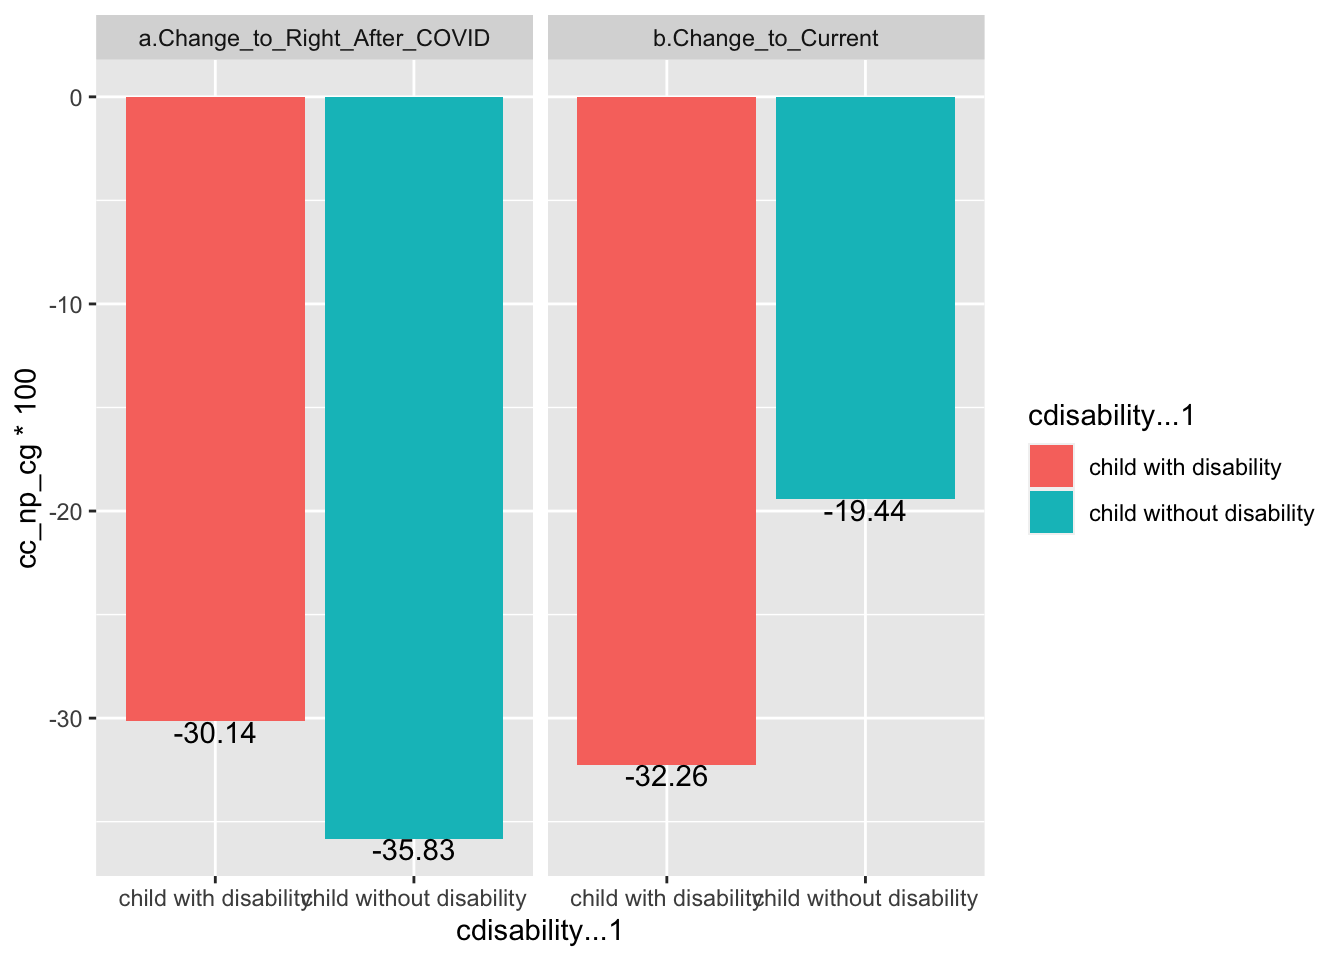 a.Change_to_Right_After_COVID
b.Change_to_Current
0
-10
-20
-30
cc_np_cg * 100
-30.14
-35.83
-32.26
-19.44
child with disability
child without disability
child with disability
child without disability
cdisability...1
cdisability...1
child with disability
child without disability